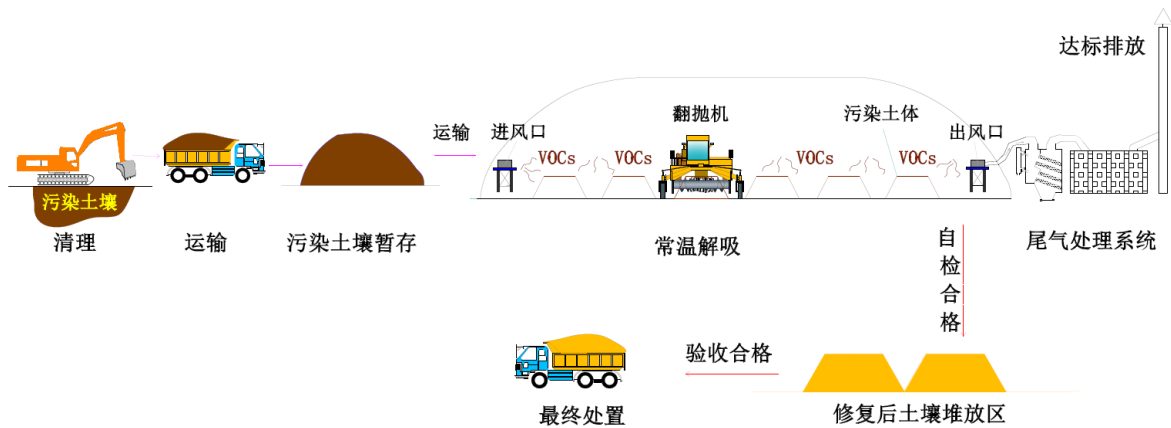 达标排放
翻抛机
污染土体
运输
进风口
出风口
VOCs
VOCs
VOCs
VOCs
污染土壤
清理
运输
污染土壤暂存
常温解吸
尾气处理系统
自检合格
验收合格
最终处置
修复后土壤堆放区